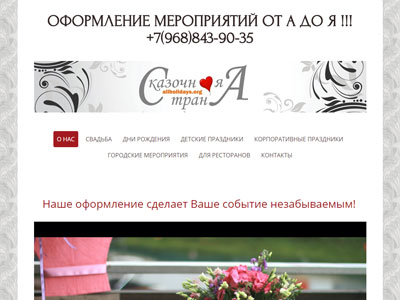 ОФОРМЛЕНИЕ МЕРОПРИЯТИЙ ОТ А ДО Я !!!
+7(968)843-90-35
Сказочная
allholidays.org
СтранА
О НАС СВАДЬБА ДНИ РОЖДЕНИЯ ДЕТСКИЕ ПРАЗДНИКИ КОРПОРАТИВНЫЕ ПРАЗДНИКИ
ГОРОДСКИЕ МЕРОПРИЯТИЯ ДЛЯ РЕСТОРАНОВ КОНТАКТЫ
Наше оформление сделает Ваше событие незабываемым!